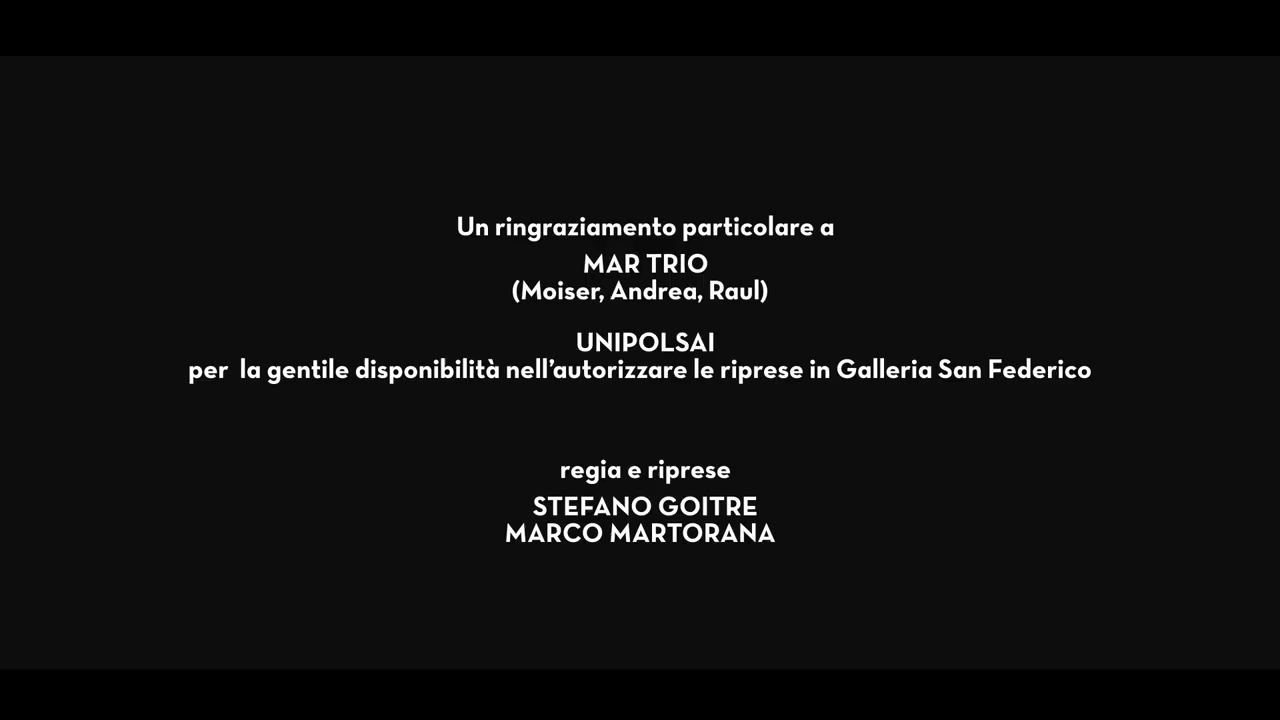 Un ringraziamento particolare a
MAR TRIO
(Moiser, Andrea, Raul)
UNIPOLSAI
per  la gentile disponibilità nell’autorizzare le riprese in Galleria San Federico
regia e riprese
STEFANO GOITRE
MARCO MARTORANA